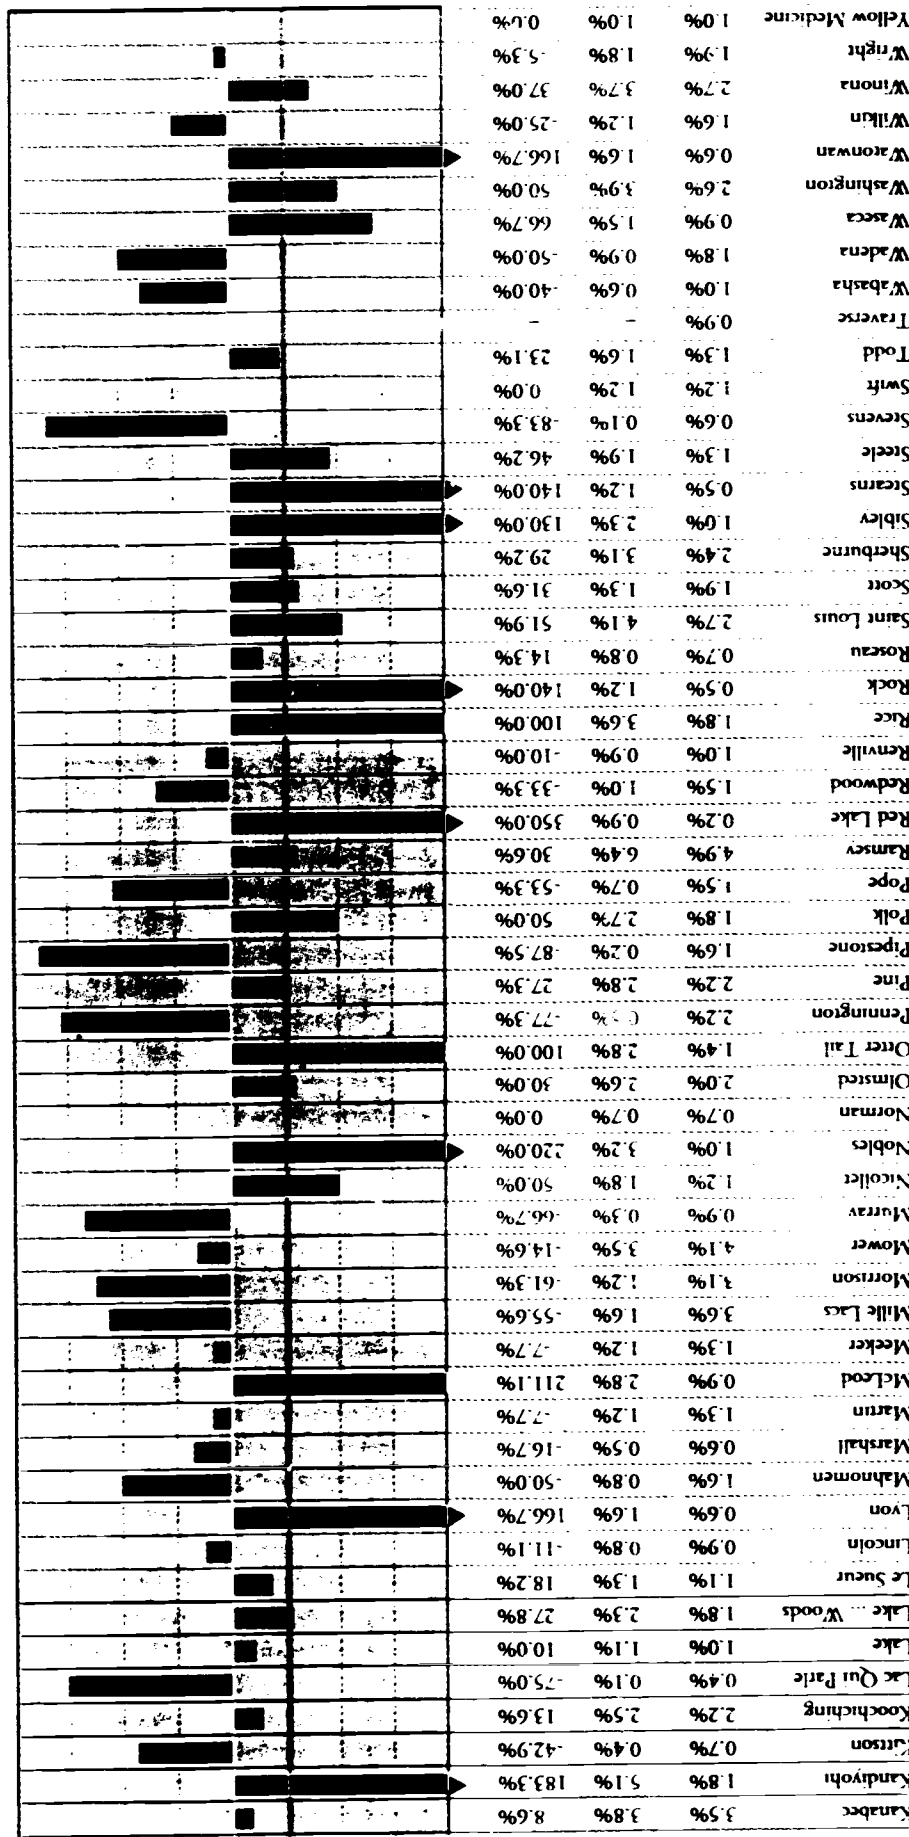 Kanabec 3.5% 3.8% 8.6%
Kandiyohi 1.8% 5.1% 183.3%
Kittson 0.7% 0.4% -42.9%
Koochiching 2.2% 2.5% 13.6%
Lac Qui Parle 0.4% 0.1% -75.0%
Lake 1.0% 1.1% 10.0%
Lake ... Woods 1.8% 2.3% 27.8%
Le Sueur 1.1% 1.3% 18.2%
Lincoln 0.9% 0.8% -11.1%
Lyon 0.6% 1.6% 166.7%
Mahnomen 1.6% 0.8% -50.0%
Marshall 0.6% 0.5% -16.7%
Martin 1.3% 1.2% -7.7%
McLeod 0.9% 2.8% 211.1%
Meeker 1.3% 1.2% -7.7%
Mille Lacs 3.6% 1.6% -55.6%
Morrison 3.1% 1.2% -61.3%
Mower 4.1% 3.5% -14.6%
Murray 0.9% 0.3% -66.7%
Nicollet 1.2% 1.8% 50.0%
Nobles 1.0% 3.2% 220.0%
Norman 0.7% 0.7% 0.0%
Olmsted 2.0% 2.6% 30.0%
Otter Tail 1.4% 2.8% 100.0%
Pennington 2.2% -77.3%
Pine 2.2% 2.8% 27.3%
Pipestone 1.6% 0.2% -87.5%
Polk 1.8% 2.7% 50.0%
Pope 1.5% 0.7% -53.3%
Ramsey 4.9% 6.4% 30.6%
Red Lake 0.2% 0.9% 350.0%
Redwood 1.5% 1.0% -33.3%
Renville 1.0% 0.9% -10.0%
Rice 1.8% 3.6% 100.0%
Rock 0.5% 1.2% 140.0%
Roseau 0.7% 0.8% 14.3%
Saint Louis 2.7% 4.1% 51.9%
Scott 1.9% 1.3% 31.6%
Sherburne 2.4% 3.1% 29.2%
Sibley 1.0% 2.3% 130.0%
Stearns 0.5% 1.2% 140.0%
Steele 1.3% 1.9% 46.2%
Stevens 0.6% 0.1% -83.3%
Swift 1.2% 1.2% 0.0%
Todd 1.3% 1.6% 23.1%
Traverse 0.9% – –
Wabasha 1.0% 0.6% -40.0%
Wadena 1.8% 0.9% -50.0%
Waseca 0.9% 1.5% 66.7%
Washington 2.6% 3.9% 50.0%
Watonwan 0.6% 1.6% 166.7%
Wilkin 1.6% 1.2% -25.0%
Winona 2.7% 3.7% 37.0%
Wright 1.9% 1.8% -5.3%
Yellow Medicine 1.0% 1.0% 0.0%